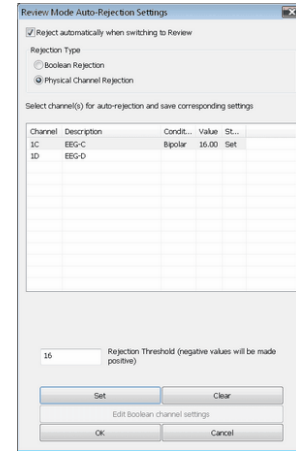 Review Mode Auto-Rejection Settings
Reject automatically when switching to Review
Rejection Type
Boolean Rejection
Physical Channel Rejection
Select channel(s) for auto-rejection and save corresponding settings
Channel Description Condit... Value St...
1C EEG-C Bipolar 16.00 Set
1D EEG-D
16 Rejection Threshold (negative values will be made
positive)
Set Clear
Edit Boolean channel settings
OK Cancel